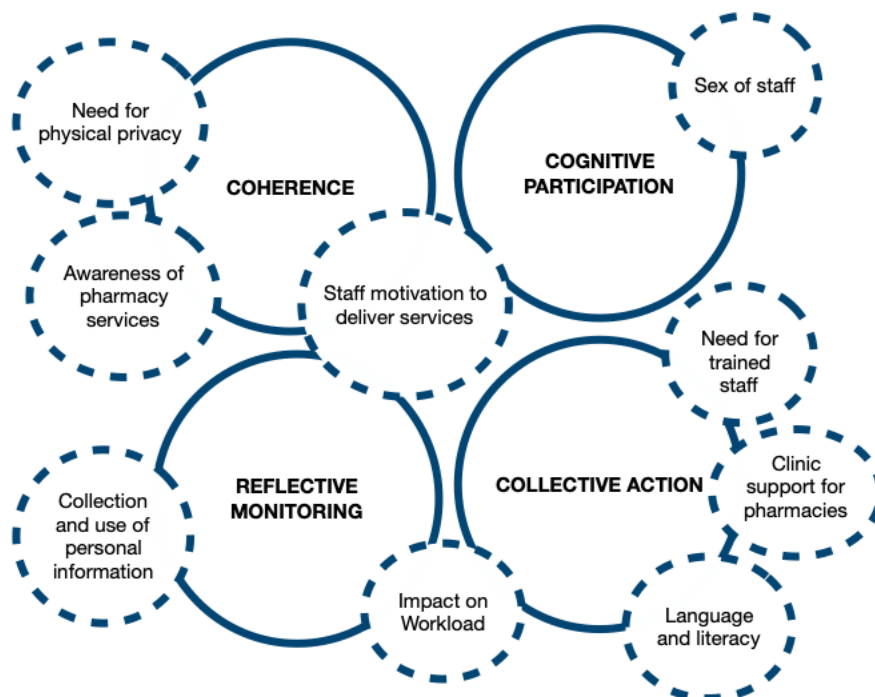 Need for
physical privacy
COHERENCE
Awareness of
pharmacy
services
Sex of staff
COGNITIVE
PARTICIPATION
Staff motivation to
deliver services
Need for
trained
staff
REFLECTIVE
MONITORING
COLLECTIVE ACTION
Clinic
support for
pharmacies
Collection
and use of
personal
information
Impact on
Workload
Language
and literacy